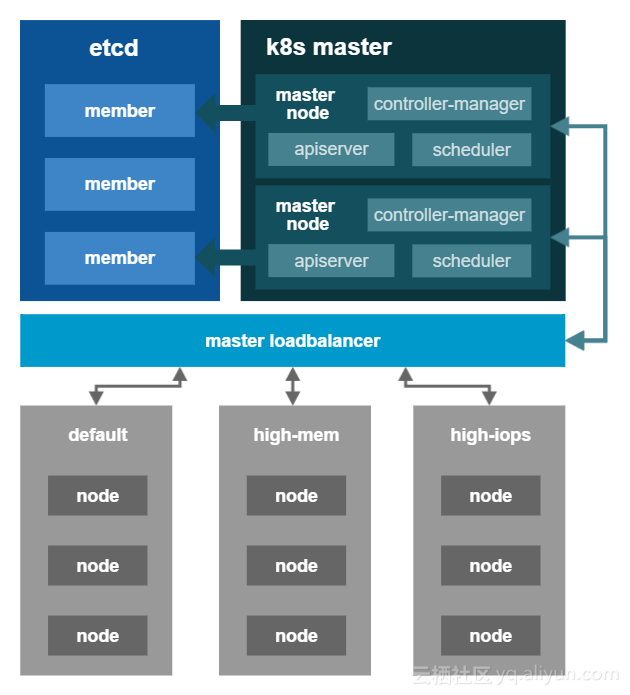 etcd
k8s master
member
member
member
master
node
controller-manager
apiserver
scheduler
master
node
controller-manager
apiserver
scheduler
master loadbalancer
default
high-mem
high-iops
node
node
node
node
node
node
node
node
node
云栖社区 yq.aliyun.com